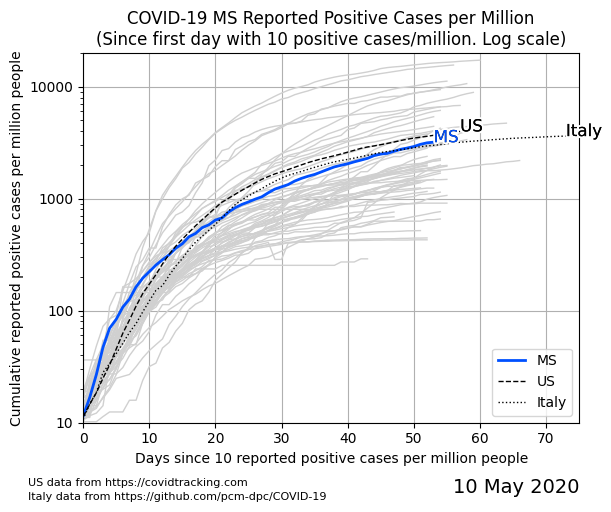 COVID-19 MS Reported Positive Cases per Million
(Since first day with 10 positive cases/million. Log scale)
Cumulative reported positive cases per million people
10000
1000
100
10
US
MS
Italy
MS
US
Italy
0 10 20 30 40 50 60 70
Days since 10 reported positive cases per million people
US data from https://covidtracking.com
Italy data from https://github.com/pcm-dpc/COVID-19
10 May 2020